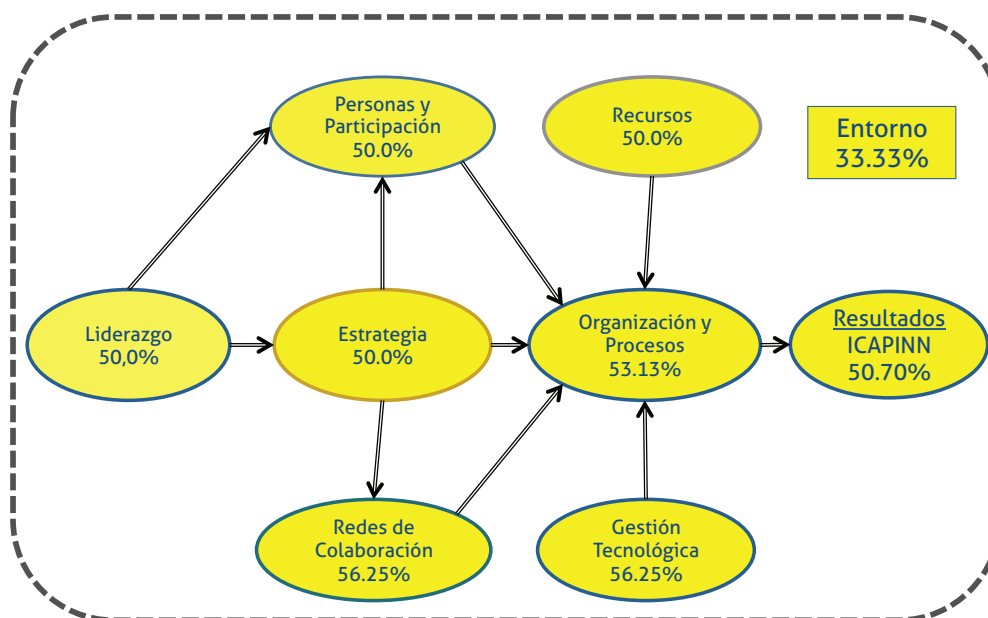 Personas y
Participación
50.0%
Recursos
50.0%
Entorno
33.33%
Liderazgo
50,0%
Estrategia
50.0%
Organización y
Procesos
53.13%
Resultados
ICAPINN
50.70%
Redes de
Colaboración
56.25%
Gestión
Tecnológica
56.25%